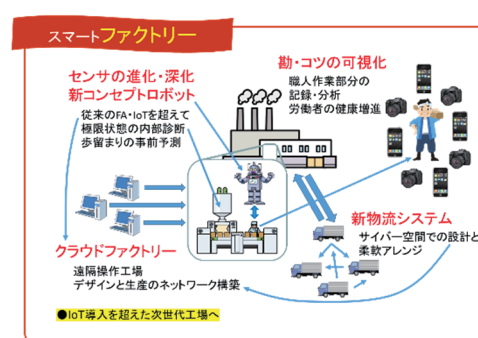 スマートファクトリー
センサの進化・深化
新コンセプトロボット
従来のFA・IoTを超えて
極限状態の内部診断
歩留まりの事前予測
勘・コツの可視化
職人作業部分の
記録・分析
労働者の健康増進
クラウドファクトリー
遠隔操作工場
デザインと生産のネットワーク構築
新物流システム
サイバー空間での設計と
柔軟アレンジ
●IoT導入を超えた次世代工場へ